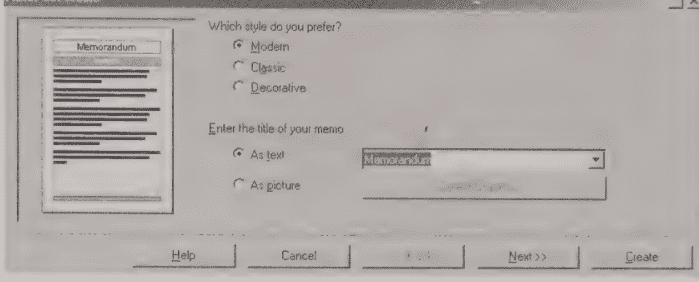 Memorandum
Which style do you prefer?
Modern
Classic
Decorative
Enter the title of your memo
As text
Memorandum
As picture
Help
Cancel
Next >>
Create